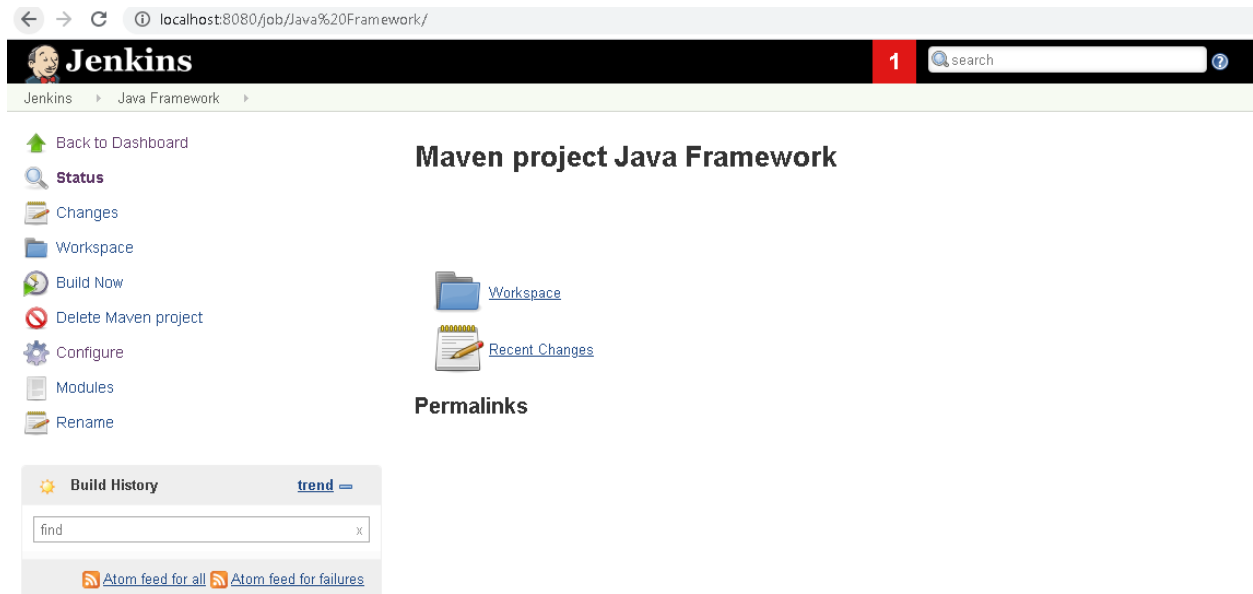 localhost:8080/job/Java%20Framework/
Jenkins
1
search
Jenkins
Java Framework
Back to Dashboard
Status
Changes
Workspace
Build Now
Delete Maven project
Configure
Modules
Rename
Build History
trend
find
x
Atom feed for all
Atom feed for failures
Maven project Java Framework
Workspace
Recent Changes
Permalinks